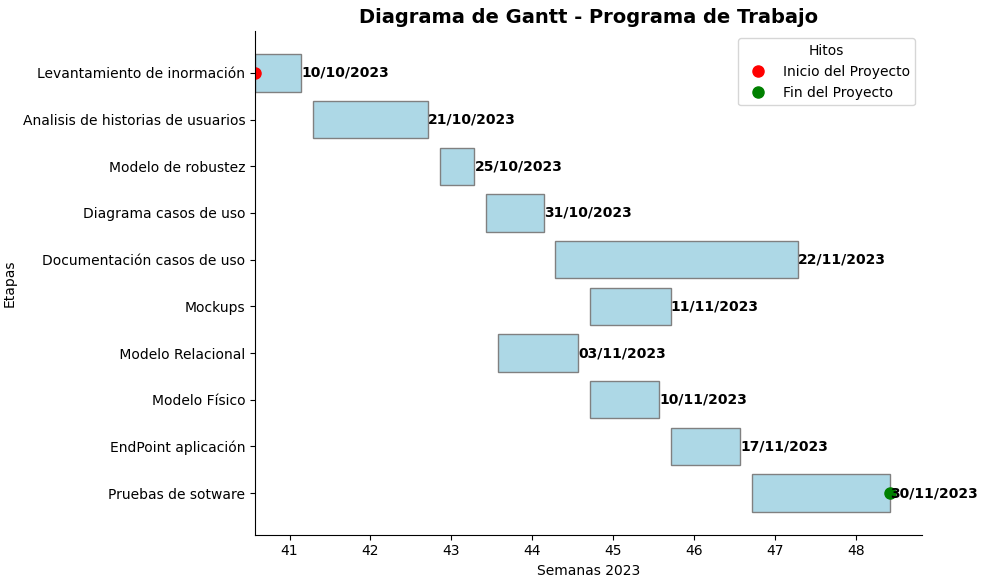 Diagrama de Gantt - Programa de Trabajo
Hitos
Inicio del Proyecto
Fin del Proyecto
Levantamiento de inormación 10/10/2023
Analisis de historias de usuarios 21/10/2023
Modelo de robustez 25/10/2023
Diagrama casos de uso 31/10/2023
Documentación casos de uso 22/11/2023
Mockups 11/11/2023
Modelo Relacional 03/11/2023
Modelo Físico 10/11/2023
EndPoint aplicación 17/11/2023
Pruebas de sotware 30/11/2023
Etapas
41 42 43 44 45 46 47 48
Semanas 2023